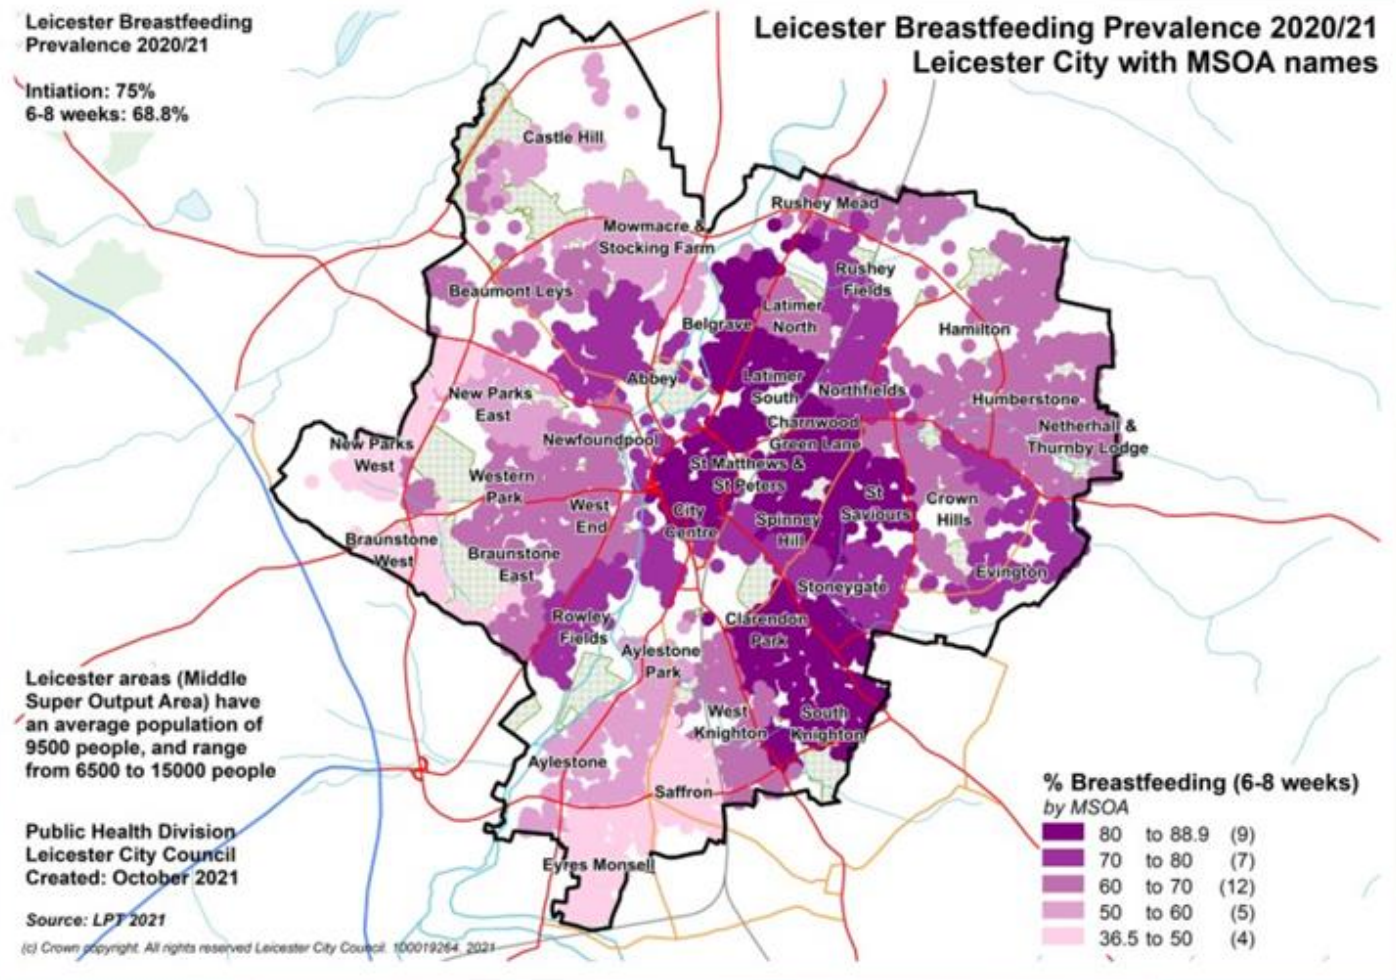 Leicester Breastfeeding
Prevalence 2020/21
Intiation: 75%
6-8 weeks: 68.8%
Leicester Breastfeeding Prevalence 2020/21
Leicester City with MSOA names
Castle Hill
Rushey Mead
Mowmacre &
Stocking Farm
Rushey
Fields
Beaumont Leys
Latimer
North
Belgrave
Hamilton
Abbey
Latimer
South
Northfields
New Parks
East
Humberstone
Charnwood
Green Lane
Netherhall &
Thurnby Lodge
New Parks
West
Newfoundpool
St Matthews &
St Peters
Western
Park
West
End
City
Centre
Spinney
Hill
St
Saviours
Crown
Hills
Braunstone
West
Braunstone
East
Evington
Stoneygate
Rowley
Fields
Clarendon
Park
Aylestone
Park
West
Knighton
South
Knighton
Aylestone
Saffron
Eyres Monsell
Leicester areas (Middle
Super Output Area) have
an average population of
9500 people, and range
from 6500 to 15000 people
Public Health Division
Leicester City Council
Created: October 2021
Source: LPT 2021
(c) Crown copyright. All rights reserved Leicester City Council. 100019264. 2021
% Breastfeeding (6-8 weeks)
by MSOA
80 to 88.9 (9)
70 to 80 (7)
60 to 70 (12)
50 to 60 (5)
36.5 to 50 (4)